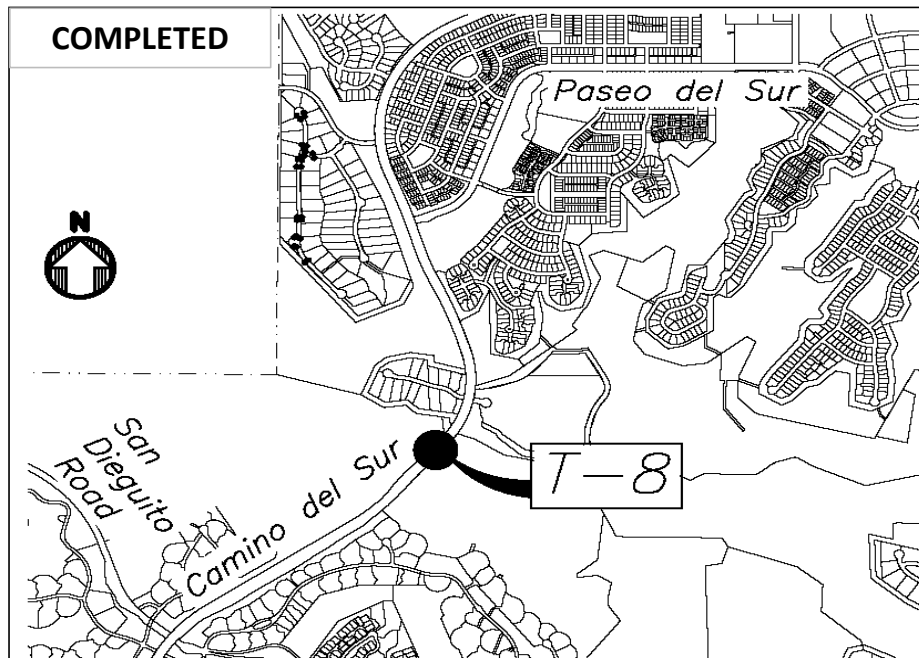 COMPLETED
Paseo del Sur
N
San
Dieguito
Road
Camino del Sur
T-8